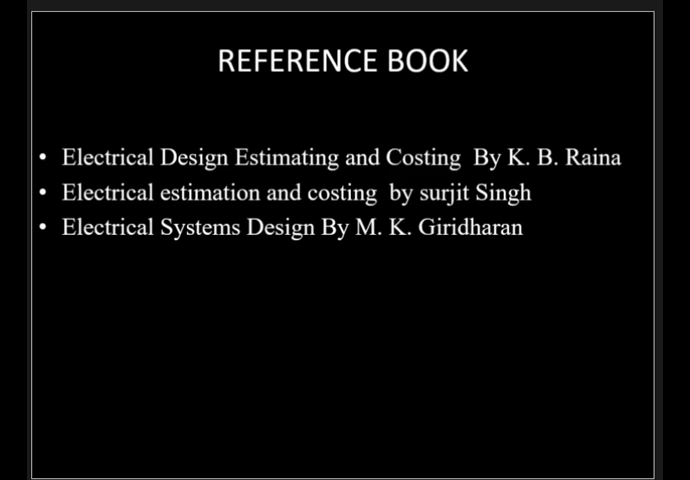 REFERENCE BOOK
• Electrical Design Estimating and Costing  By K. B. Raina
• Electrical estimation and costing  by surjit Singh
• Electrical Systems Design By M. K. Giridharan